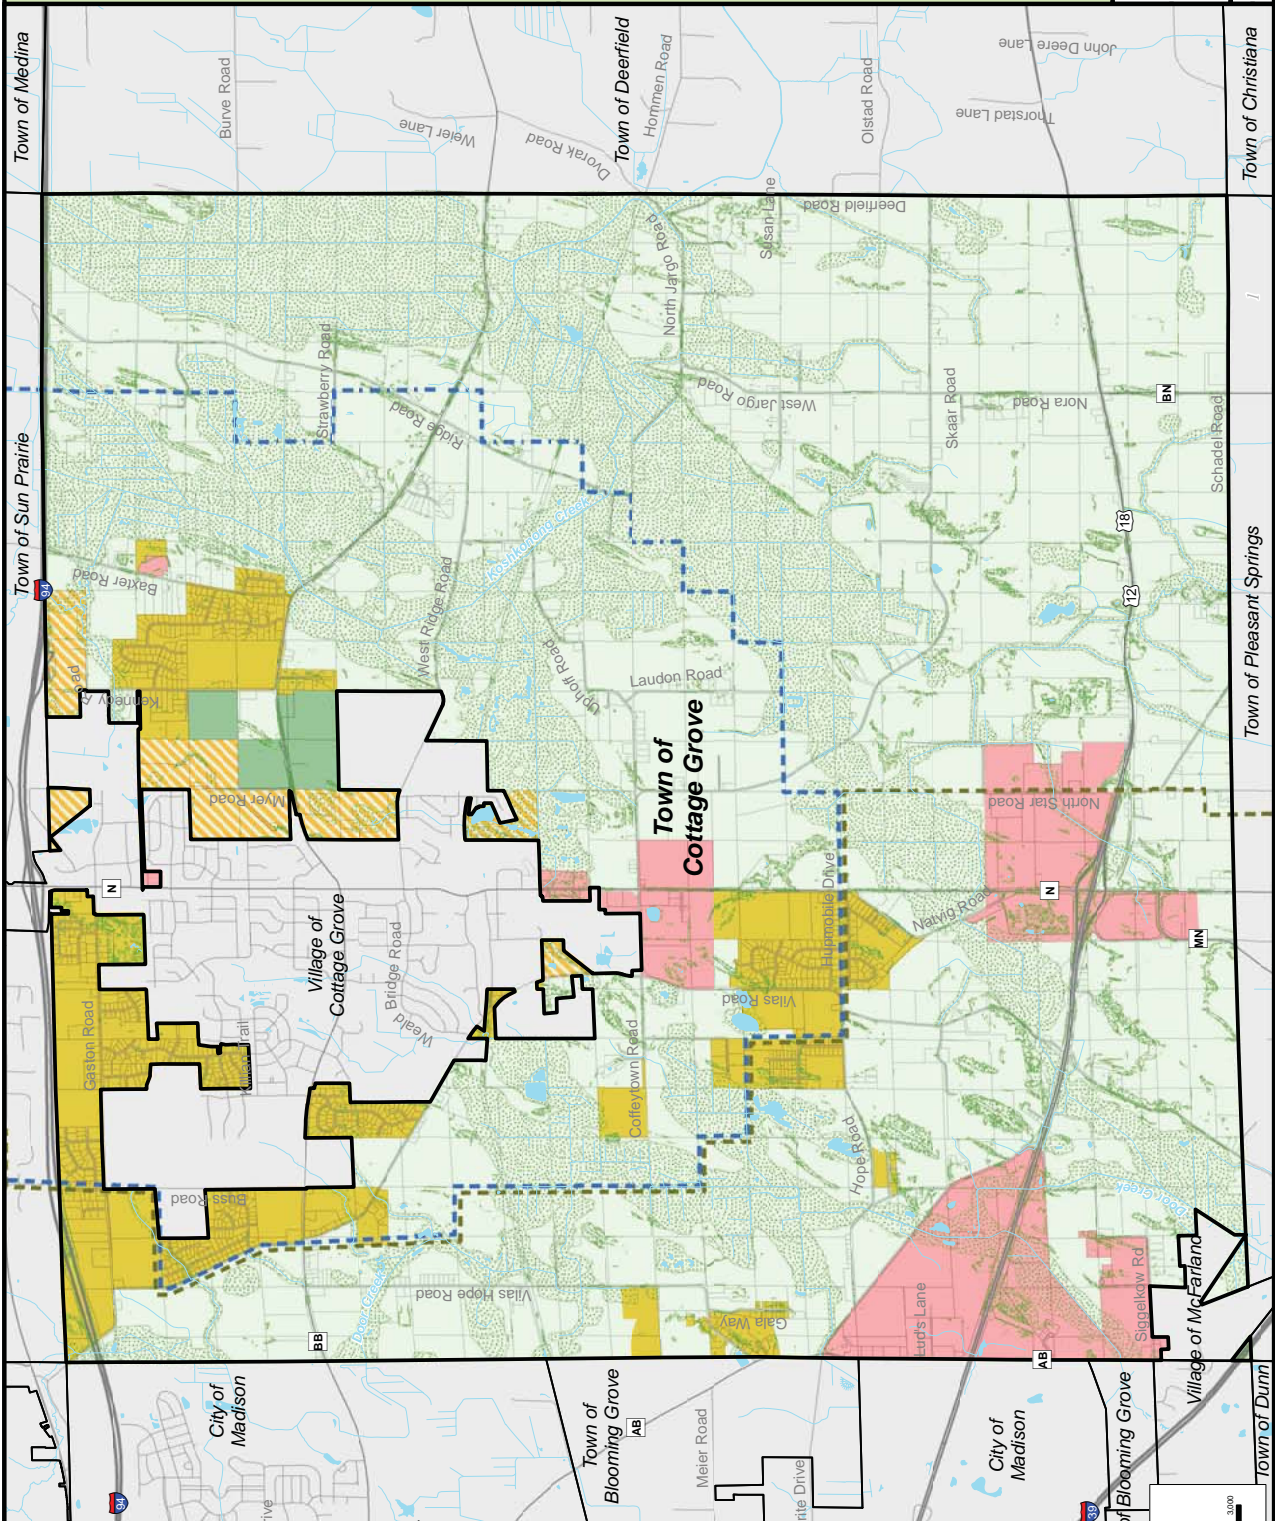 Town of Medina
Burve Road
Weier Lane
Dvorak Road
Town of Deerfield
Hommen Road
Olstad Road
John Deere Lane
Thorstad Lane
Town of Christiana
Susan Lane
Deerfield Road
North Jargo Road
West Jargo Road
Strawberry Road
Ridge Road
Skaar Road
Nora Road
BN
Schadel Road
Town of Sun Prairie
94
Baxter Road
Koshkonong Creek
West Ridge Road
Uphoff Road
Laudon Road
18
12
Town of Pleasant Springs
Kennedy Road
Myer Road
Town of
Cottage Grove
North Star Road
N
N
Village of
Cottage Grove
Bridge Road
Weald
Hupmobile Drive
Natvig Road
MN
Vilas Road
Gaston Road
Kilian Trail
Coffeytown Road
Hope Road
Buss Road
Door Creek
Door Creek
Vilas Hope Road
BB
Gala Way
Luds Lane
Siggelkow Rd
AB
Village of McFarland
City of
Madison
94
Town of
Blooming Grove
AB
Meier Road
City of
Madison
of Blooming Grove
Town of Dunn
39
3,000